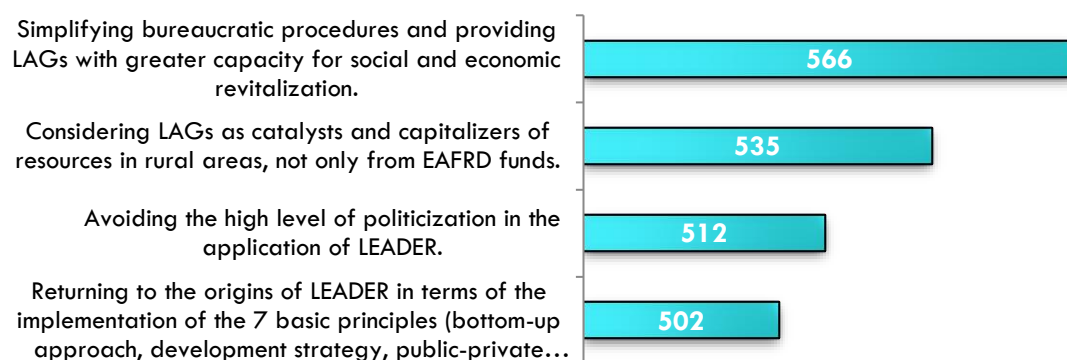 Simplifying bureaucratic procedures and providing
LAGs with greater capacity for social and economic
revitalization.
566
Considering LAGs as catalysts and capitalizers of
resources in rural areas, not only from EAFRD funds.
535
Avoiding the high level of politicization in the
application of LEADER.
512
Returning to the origins of LEADER in terms of the
implementation of the 7 basic principles (bottom-up
approach, development strategy, public-private…
502